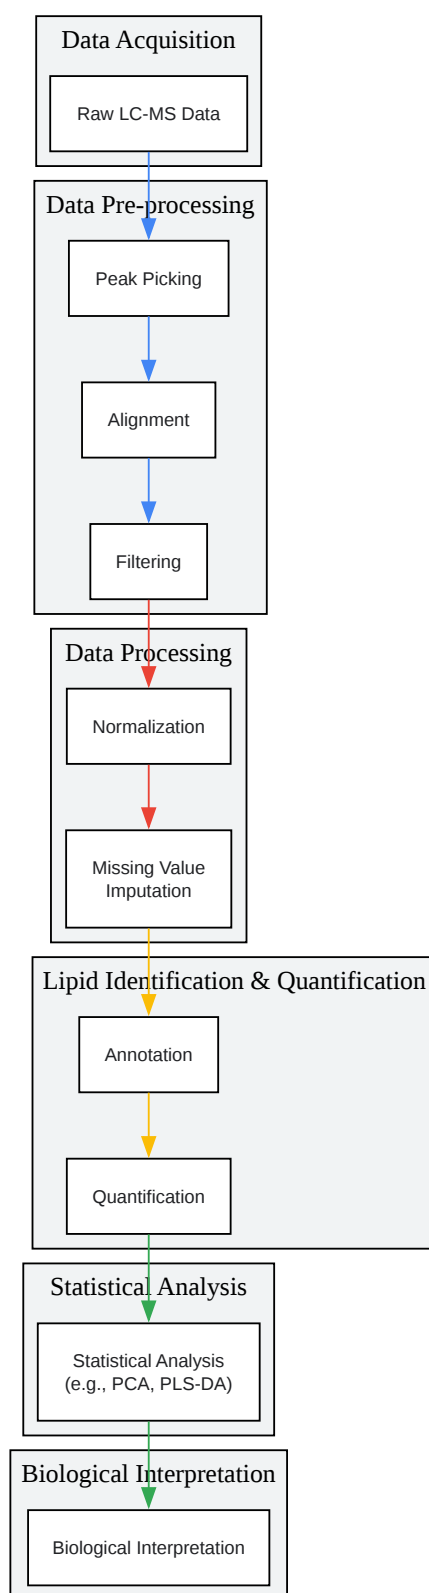 Data Acquisition
Raw LC-MS Data
Data Pre-processing
Peak Picking
Alignment
Filtering
Data Processing
Normalization
Missing Value
Imputation
Lipid Identification & Quantification
Annotation
Quantification
Statistical Analysis
Statistical Analysis
(e.g., PCA, PLS-DA)
Biological Interpretation
Biological Interpretation